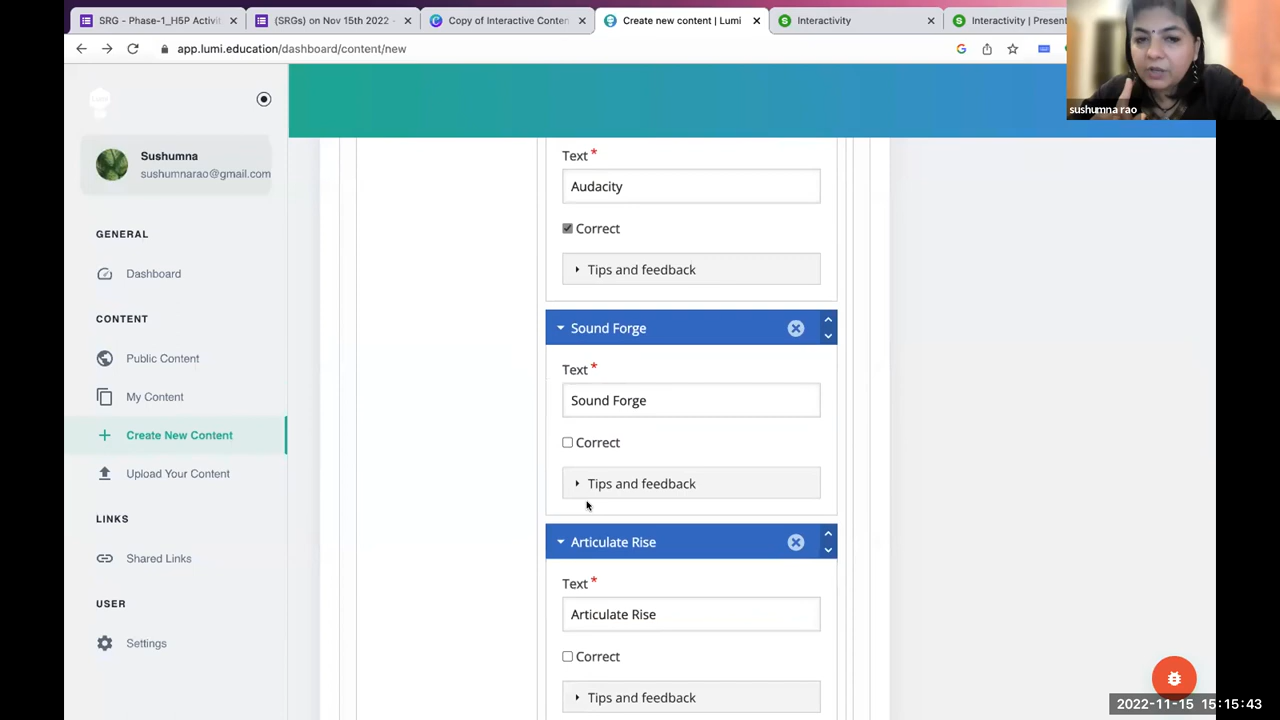 SRG - Phase-1_H5P Activi
(SRGs) on Nov 15th 2022 -
Copy of Interactive Conten
Create new content | Lumi
Interactivity
Interactivity | Present
app.lumi.education/dashboard/content/new
sushumna rao
Sushumna
sushumnarao@gmail.com
GENERAL
Dashboard
CONTENT
Public Content
My Content
Create New Content
Upload Your Content
LINKS
Shared Links
USER
Settings
Text *
Audacity
Correct
Tips and feedback
Sound Forge
Text *
Sound Forge
Correct
Tips and feedback
Articulate Rise
Text *
Articulate Rise
Correct
Tips and feedback
2022-11-15 15:15:43